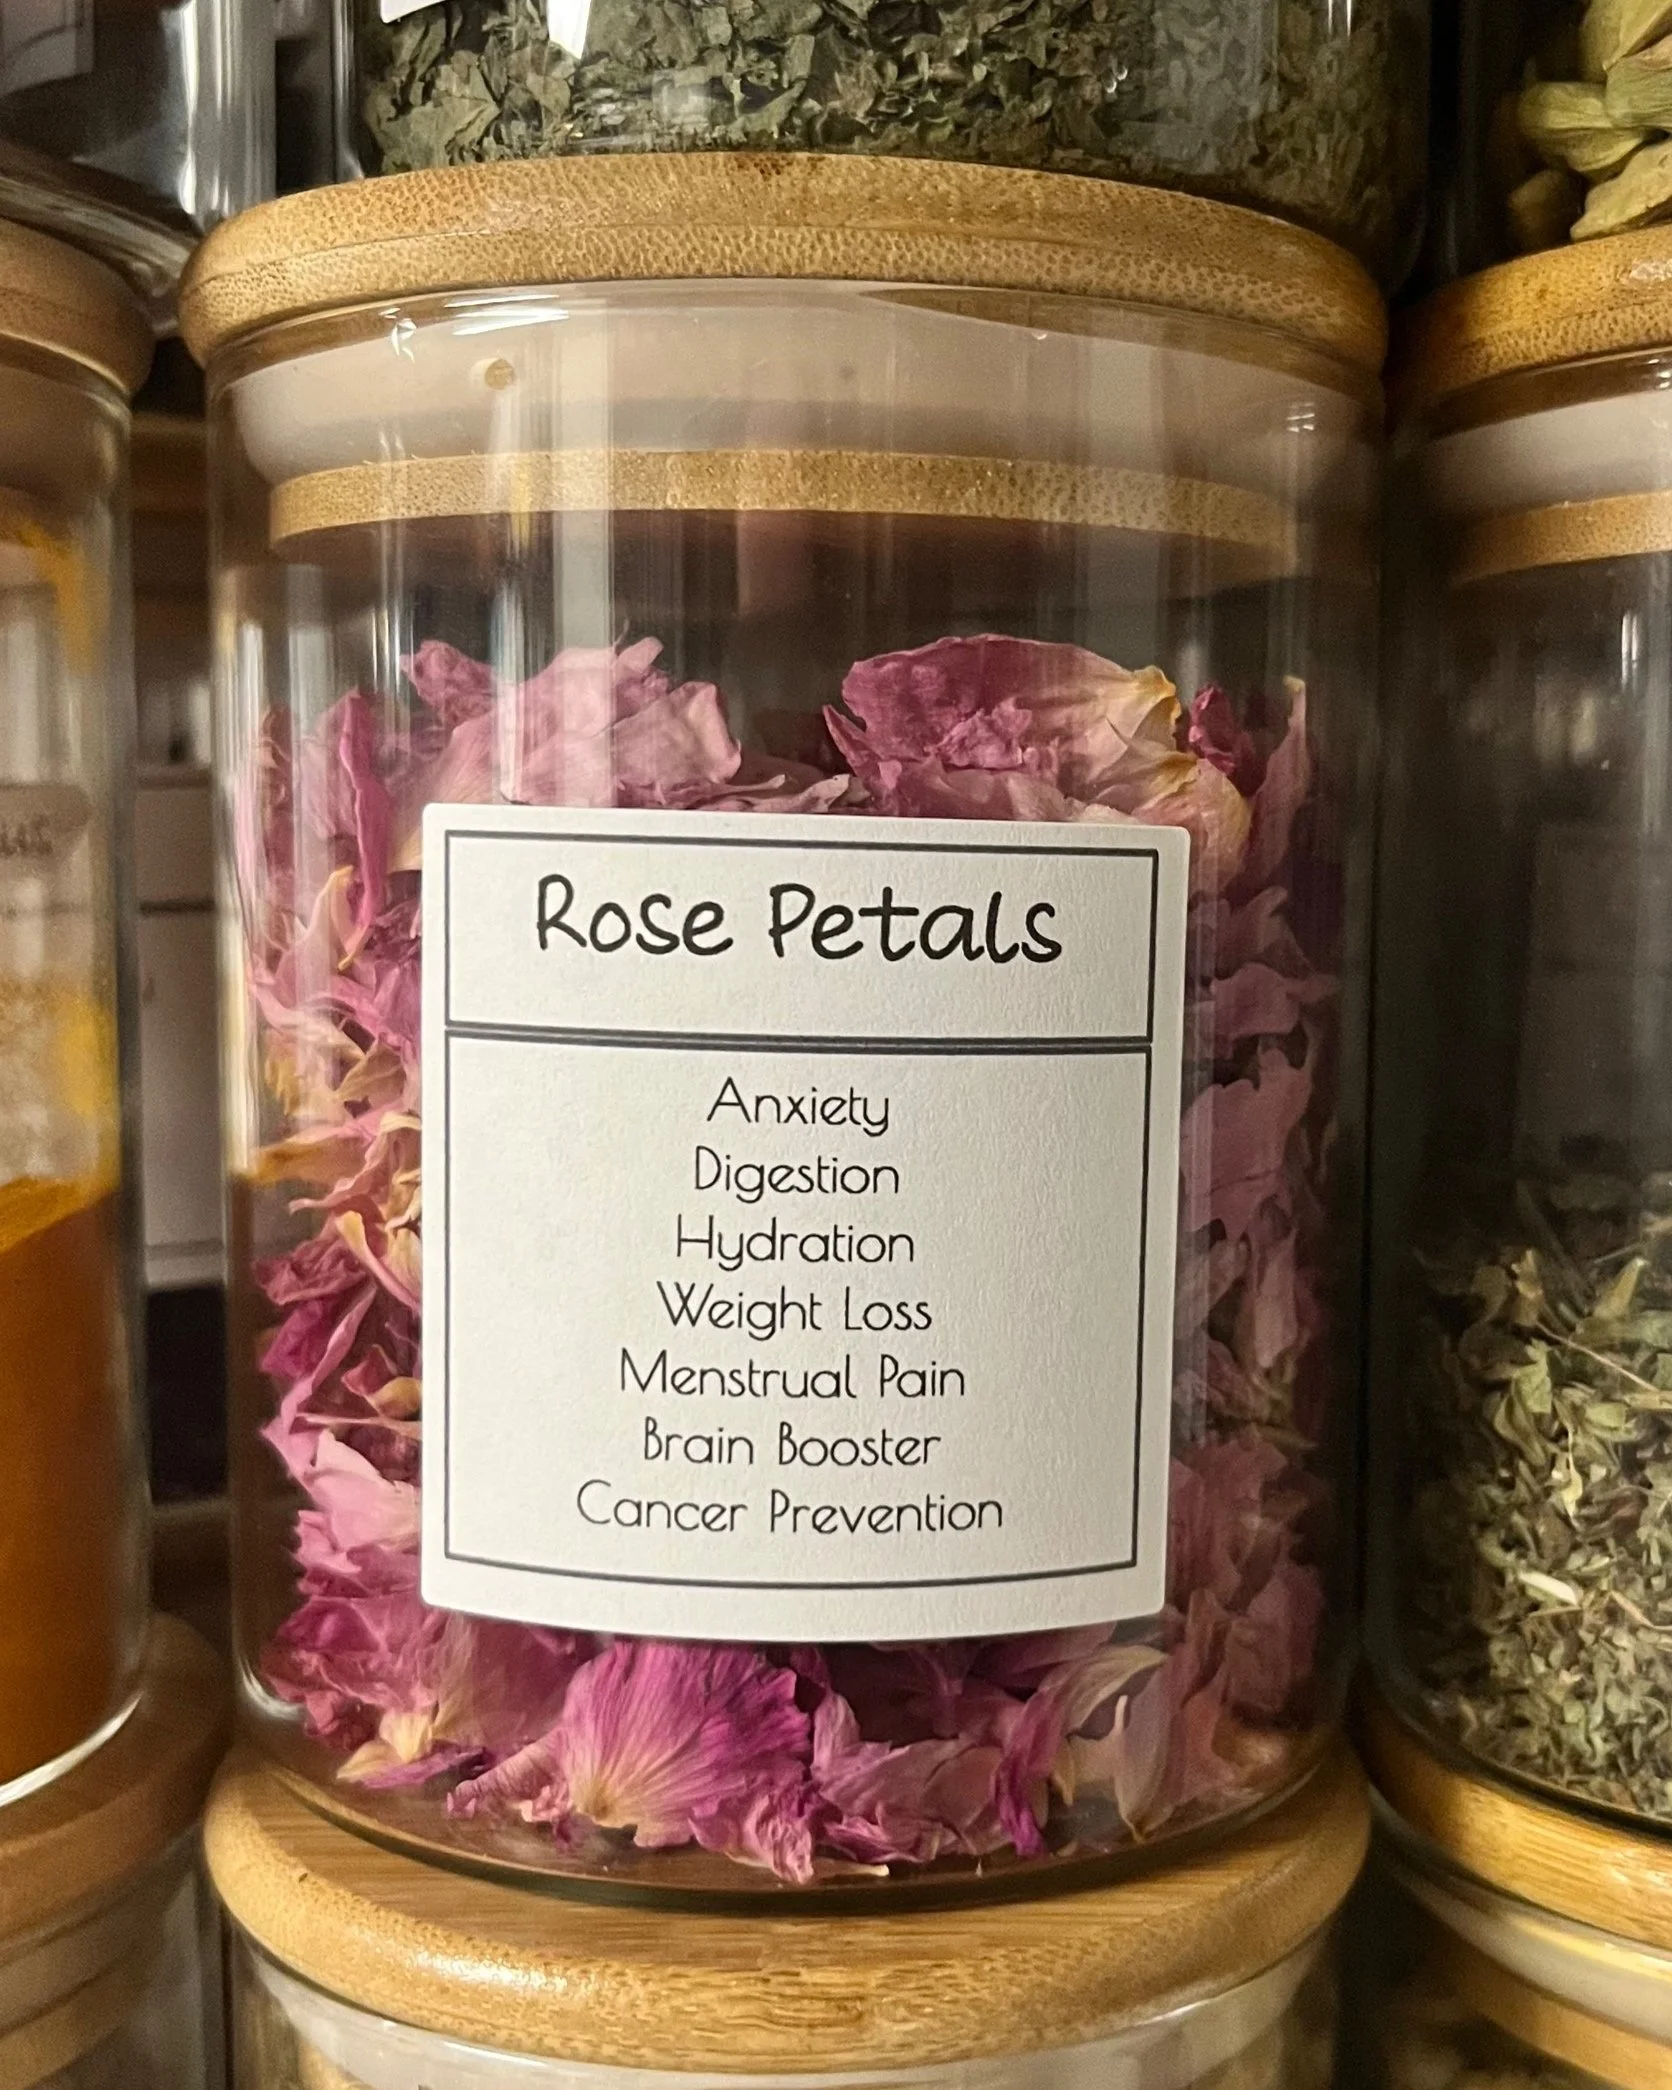 Rose Petals
Anxiety
Digestion
Hydration
Weight Loss
Menstrual Pain
Brain Booster
Cancer Prevention